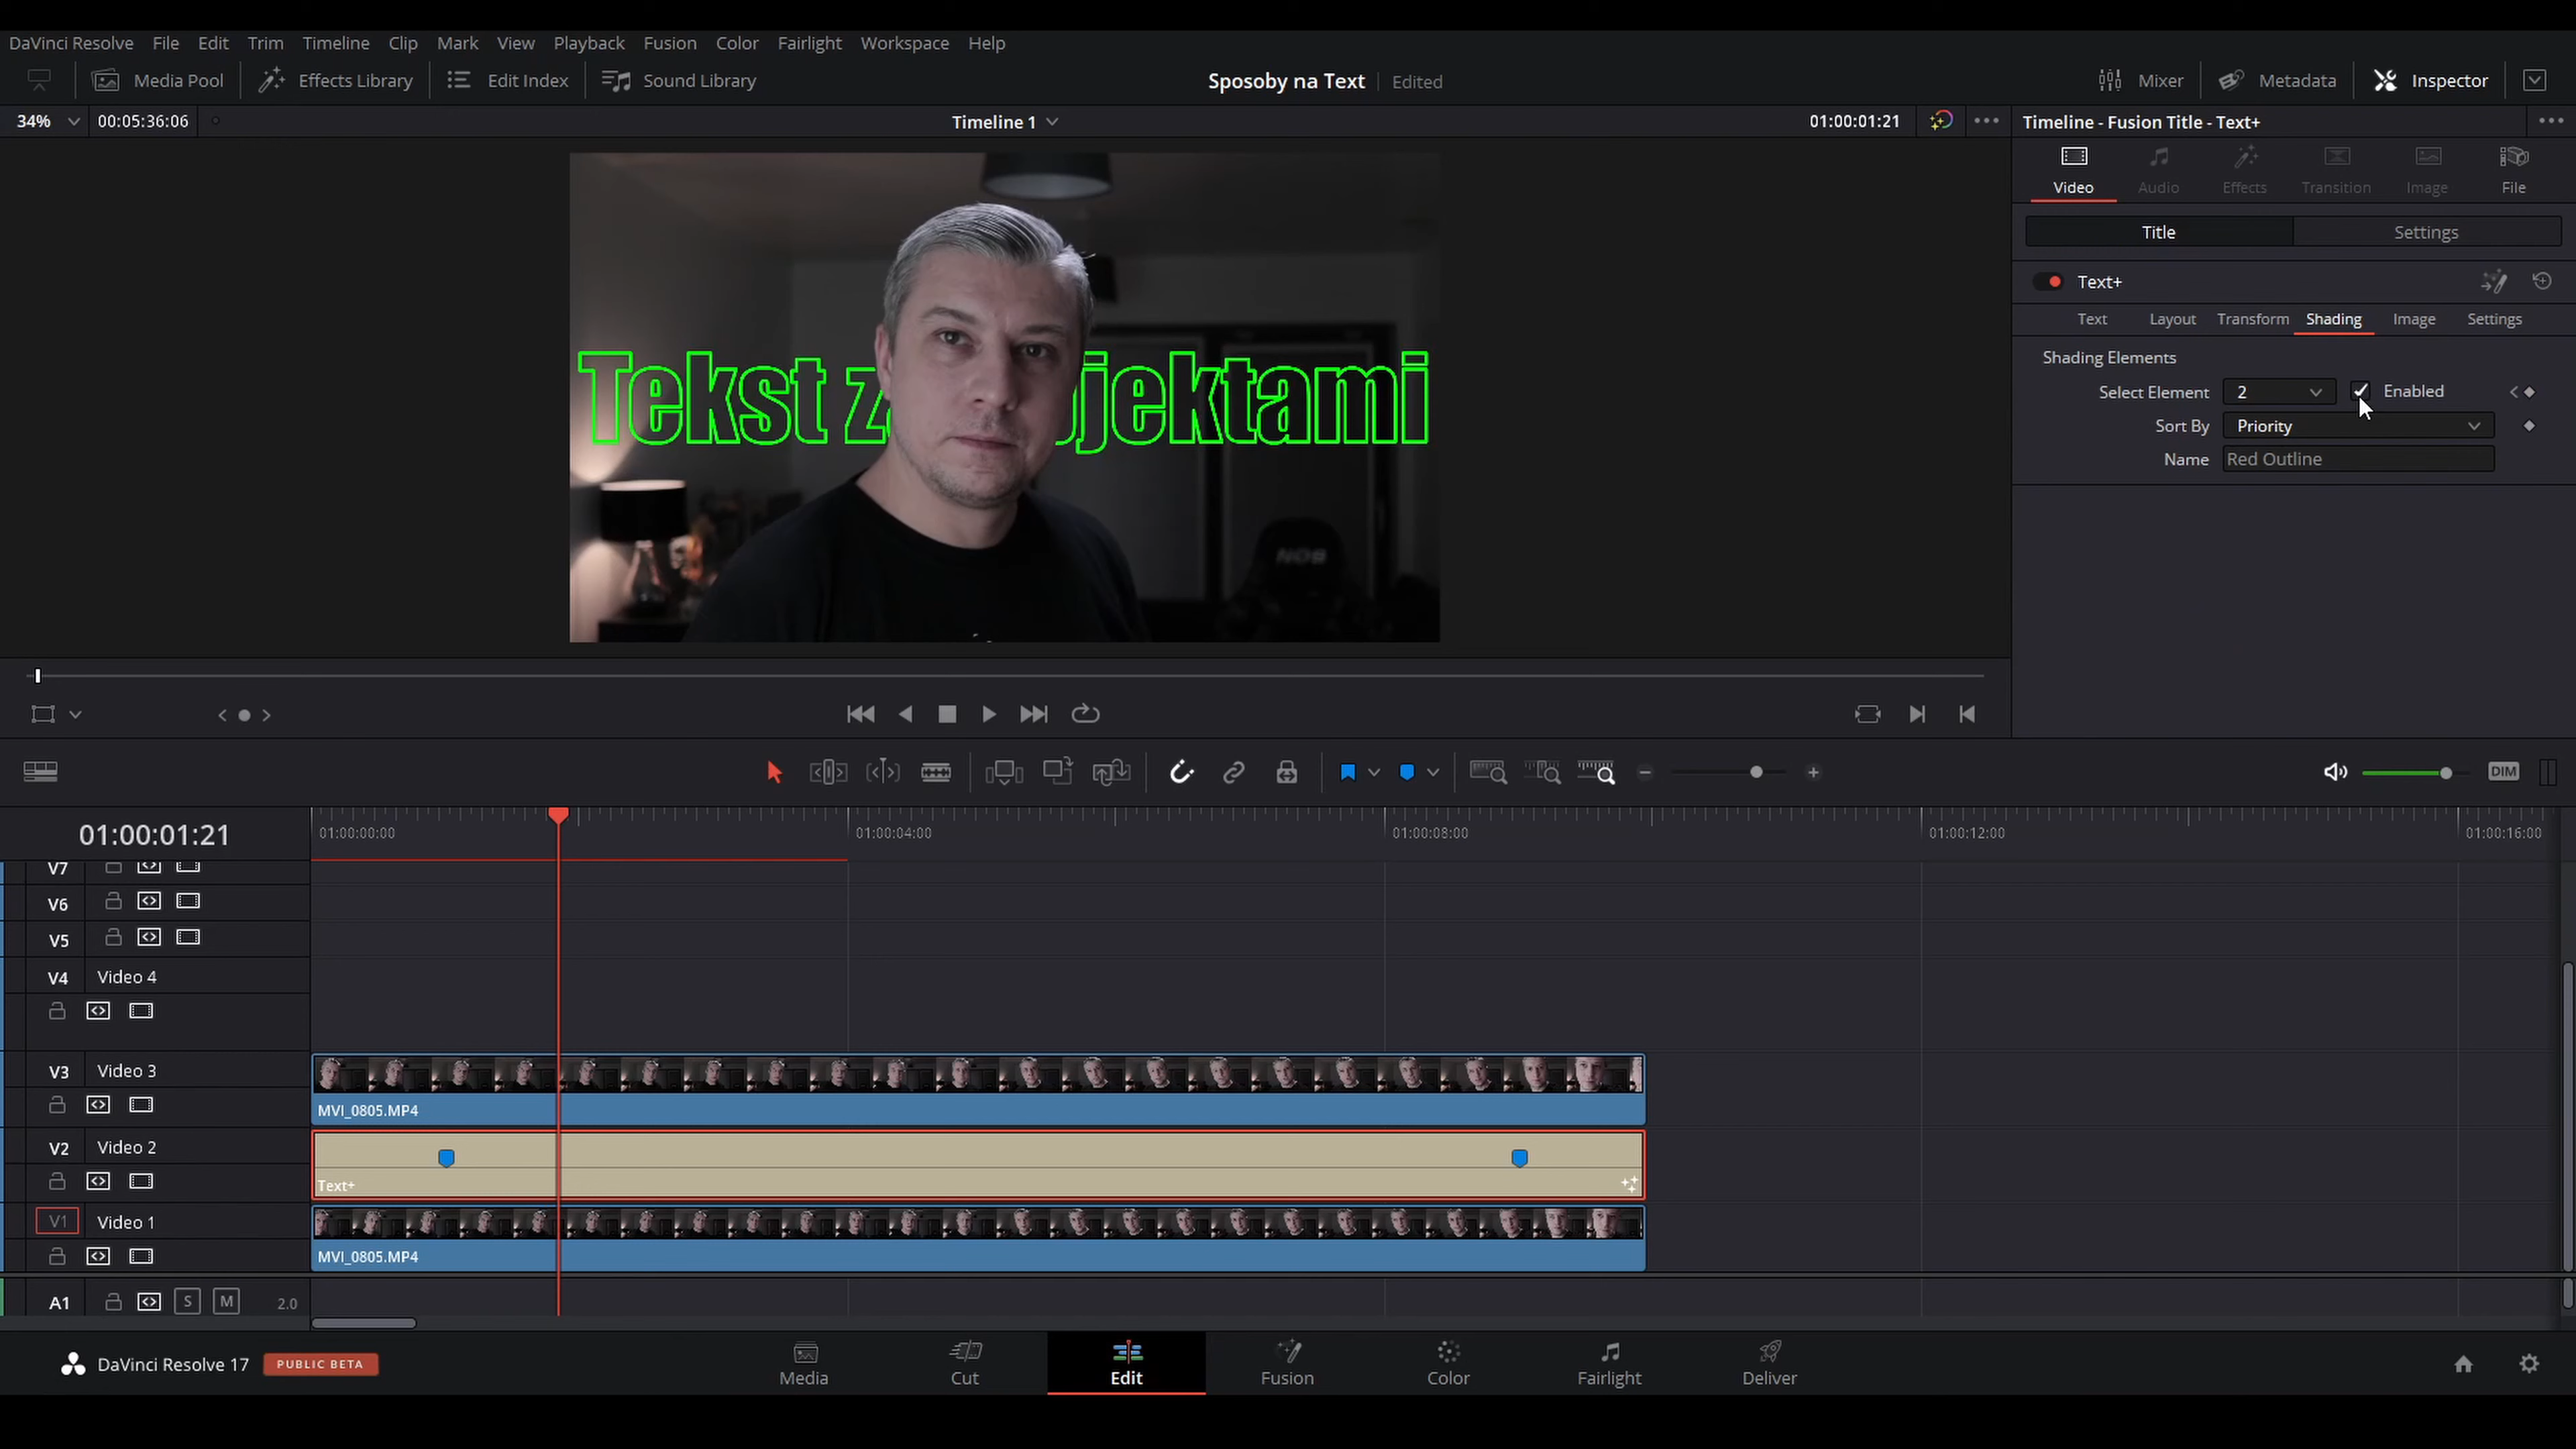 DaVinci Resolve File Edit Trim Timeline Clip Mark View Playback Fusion Color Fairlight Workspace Help
Media Pool Effects Library Edit Index Sound Library Sposoby na Text Edited Mixer Metadata Inspector
34% 00:05:36:06 Timeline 1 01:00:01:21 Timeline - Fusion Title - Text+
Video Audio Effects Transition Image File
Title Settings
Text+
Text Layout Transform Shading Image Settings
Shading Elements
Select Element 2 Enabled
Sort By Priority
Name Red Outline
Tekst z jektami
NOS
DIM
01:00:01:21 01:00:00:00 01:00:04:00 01:00:08:00 01:00:12:00 01:00:16:00
V7
V6
V5
V4 Video 4
V3 Video 3
MVI_0805.MP4
V2 Video 2
Text+
V1 Video 1
MVI_0805.MP4
A1 S M 2.0
DaVinci Resolve 17 PUBLIC BETA Media Cut Edit Fusion Color Fairlight Deliver